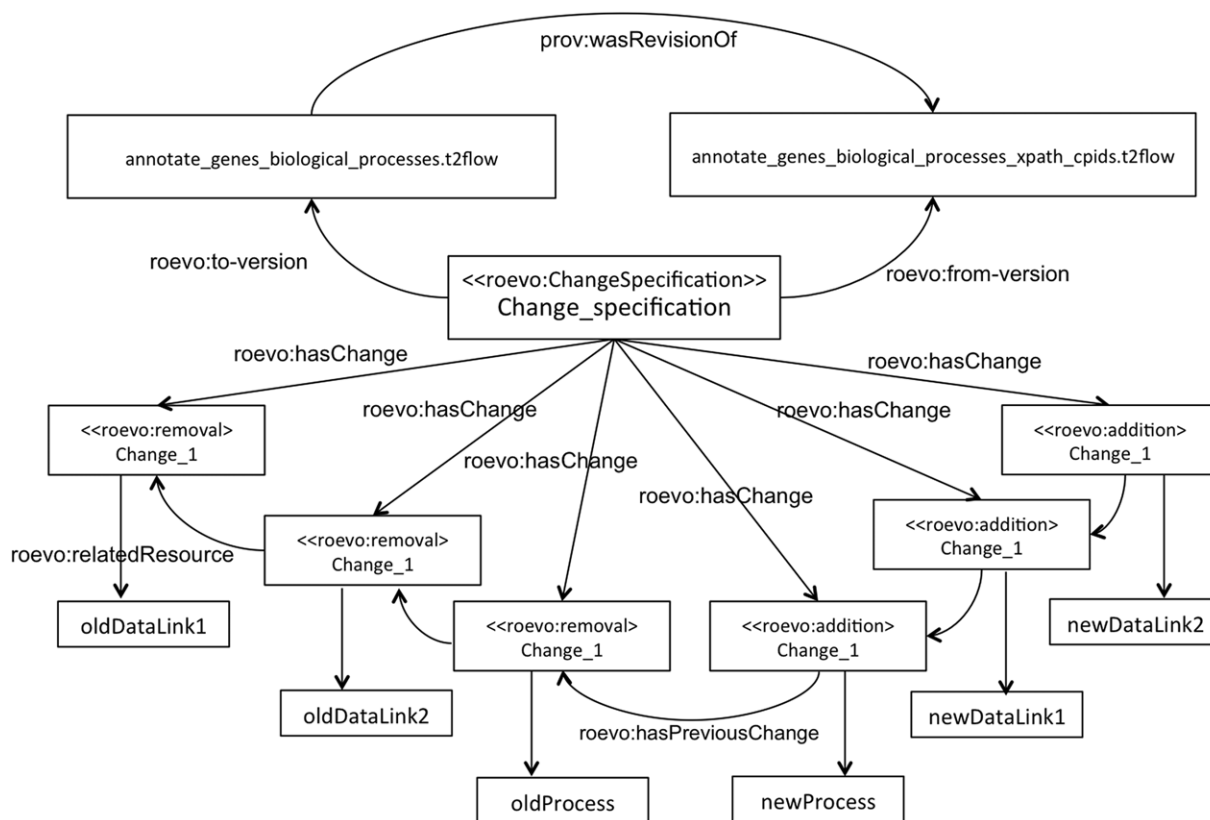 prov:wasRevisionOf
annotate_genes_biological_processes.t2flow
annotate_genes_biological_processes_xpath_cpids.t2flow
roevo:to-version
<<roevo:ChangeSpecification>>
Change_specification
roevo:from-version
roevo:hasChange
roevo:hasChange
roevo:hasChange
roevo:hasChange
roevo:hasChange
roevo:hasChange
<<roevo:removal>
Change_1
<<roevo:addition>
Change_1
<<roevo:removal>
Change_1
<<roevo:addition>
Change_1
roevo:relatedResource
oldDataLink1
<<roevo:removal>
Change_1
<<roevo:addition>
Change_1
newDataLink2
oldDataLink2
newDataLink1
roevo:hasPreviousChange
oldProcess
newProcess